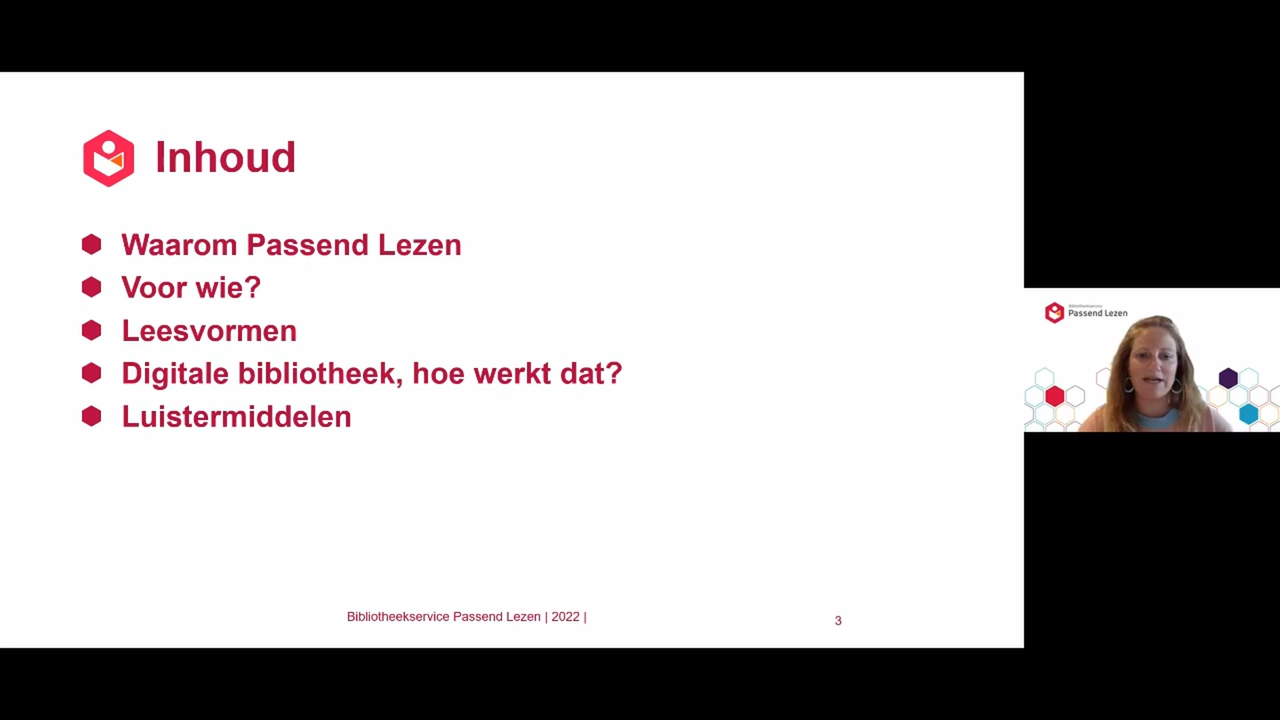 Inhoud
Waarom Passend Lezen
Voor wie?
Leesvormen
Digitale bibliotheek, hoe werkt dat?
Luistermiddelen
Bibliotheekservice Passend Lezen | 2022 |
3
Bibliotheekservice
Passend Lezen